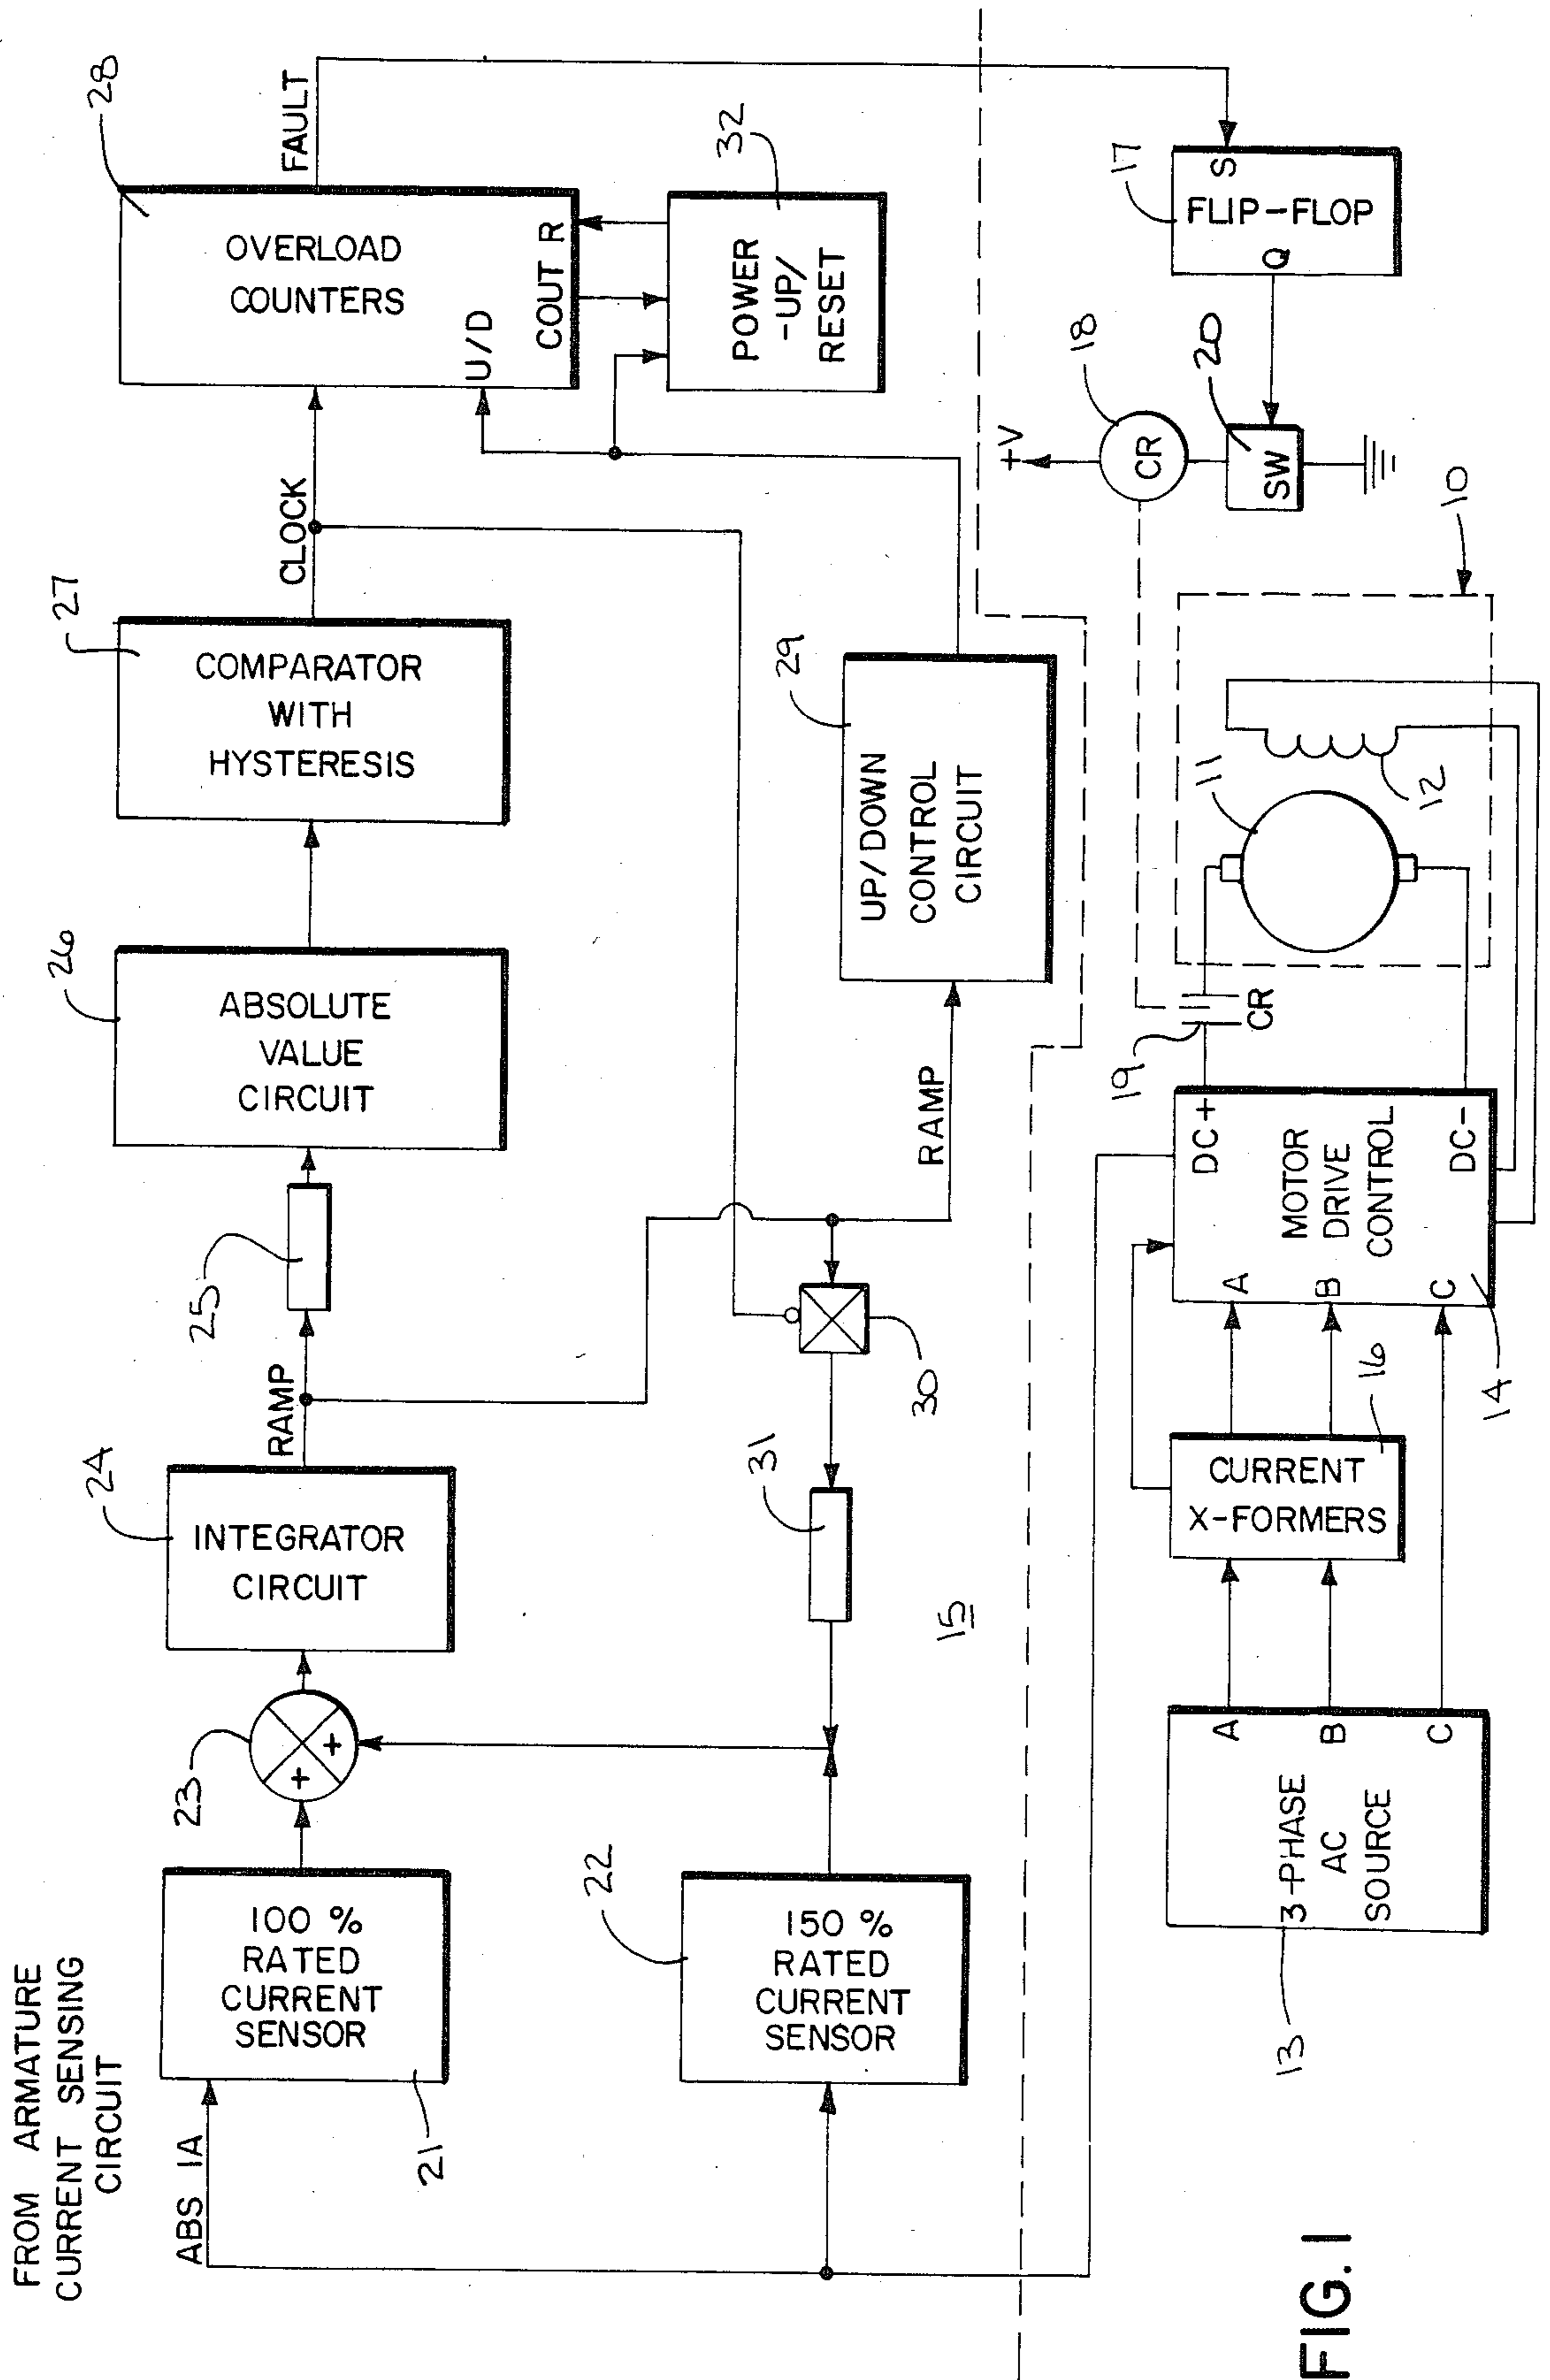 FROM ARMATURE
CURRENT SENSING
CIRCUIT
ABS IA
100 %
RATED
CURRENT
SENSOR
21
23
+
+
24
INTEGRATOR
CIRCUIT
RAMP
25
26
ABSOLUTE
VALUE
CIRCUIT
27
COMPARATOR
WITH
HYSTERESIS
CLOCK
28
OVERLOAD
COUNTERS
U/D
COUT R
FAULT
22
150 %
RATED
CURRENT
SENSOR
31
30
RAMP
29
UP/DOWN
CONTROL
CIRCUIT
POWER
-UP/
RESET
32
15
13
3-PHASE
AC
SOURCE
A
B
C
CURRENT
X-FORMERS
16
A
B
C
MOTOR
DRIVE
CONTROL
DC+
DC-
14
19
CR
11
12
10
+V
CR
18
SW
20
17
FLIP-FLOP
Q
S
FIG. 1